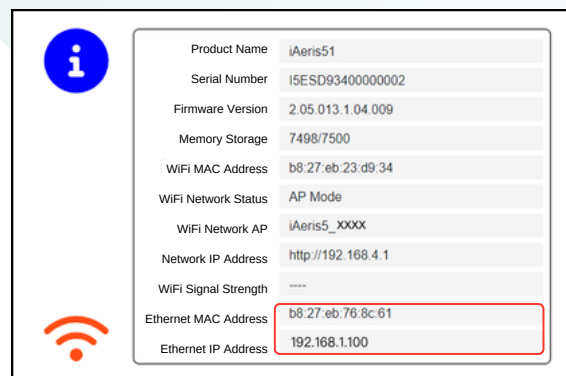 Product Name iAeris51
Serial Number I5ESD93400000002
Firmware Version 2.05.013.1.04.009
Memory Storage 7498/7500
WiFi MAC Address b8:27:eb:23:d9:34
WiFi Network Status AP Mode
WiFi Network AP iAeris5_XXXX
Network IP Address http://192.168.4.1
WiFi Signal Strength ----
Ethernet MAC Address b8:27:eb:76:8c:61
Ethernet IP Address 192.168.1.100